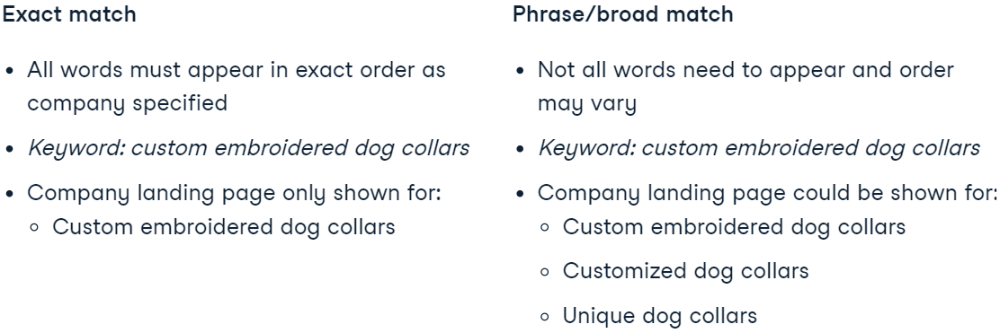 Exact match
• All words must appear in exact order as
company specified
• Keyword: custom embroidered dog collars
• Company landing page only shown for:
◦ Custom embroidered dog collars
Phrase/broad match
• Not all words need to appear and order
may vary
• Keyword: custom embroidered dog collars
• Company landing page could be shown for:
◦ Custom embroidered dog collars
◦ Customized dog collars
◦ Unique dog collars